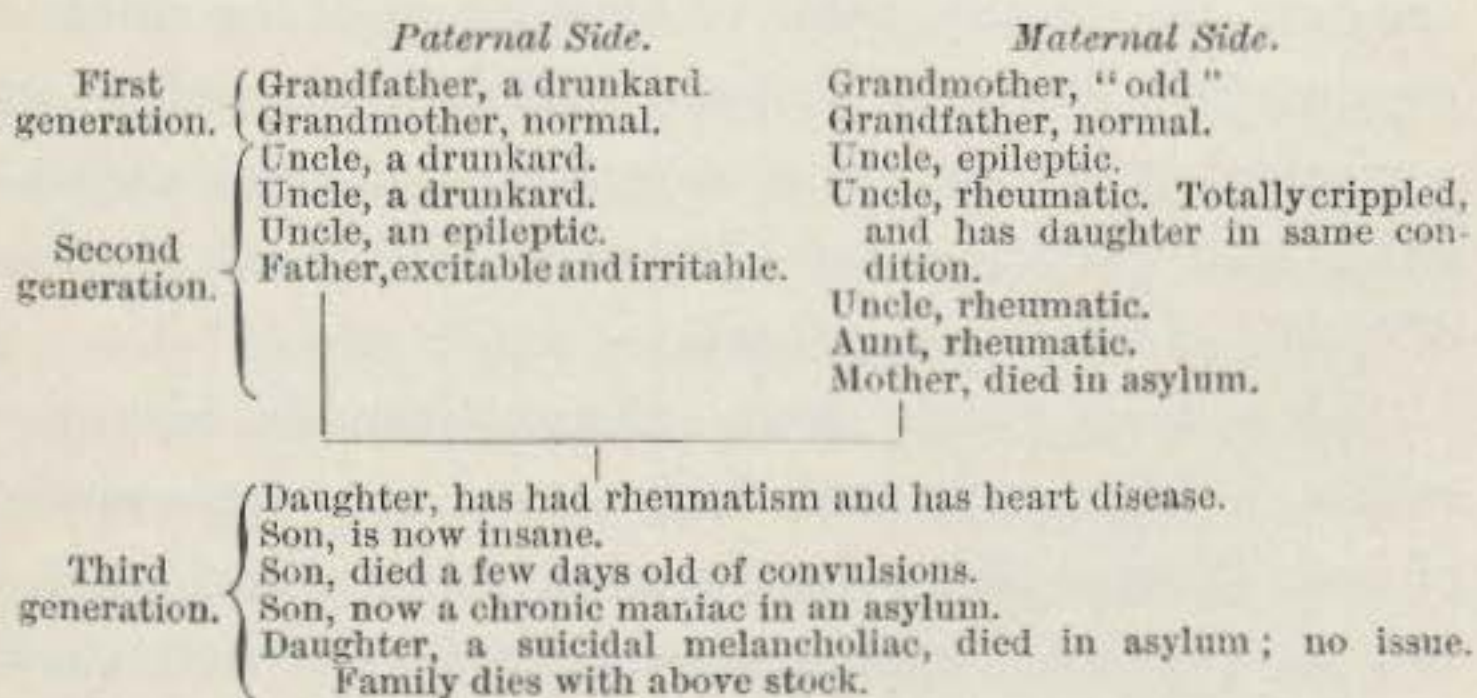 Paternal Side. Maternal Side.
First generation.
Grandfather, a drunkard.
Grandmother, normal.
Grandmother, "odd"
Grandfather, normal.
Second generation.
Uncle, a drunkard.
Uncle, a drunkard.
Uncle, an epileptic.
Father, excitable and irritable.
Uncle, epileptic.
Uncle, rheumatic. Totally crippled,
and has daughter in same con-
dition.
Uncle, rheumatic.
Aunt, rheumatic.
Mother, died in asylum.
Third generation.
Daughter, has had rheumatism and has heart disease.
Son, is now insane.
Son, died a few days old of convulsions.
Son, now a chronic maniac in an asylum.
Daughter, a suicidal melancholiac, died in asylum; no issue.
Family dies with above stock.